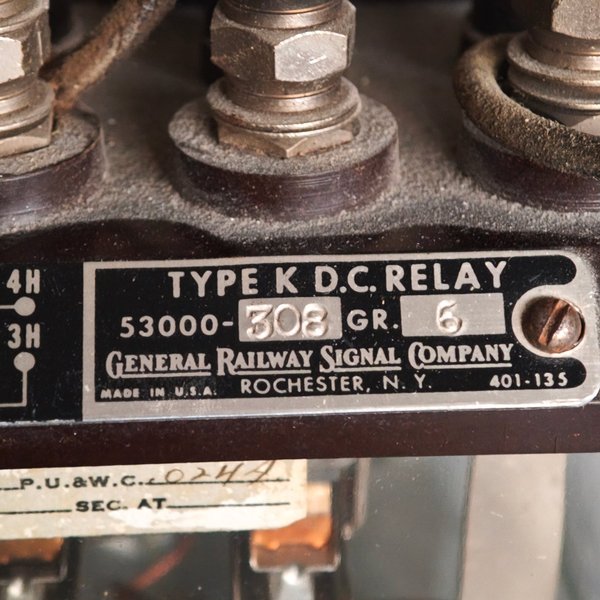 4H
3H
TYPE K D.C. RELAY
53000-308 GR. 6
GENERAL RAILWAY SIGNAL COMPANY
MADE IN U.S.A. ROCHESTER, N.Y. 401-135
P.U.&W.C. .0244
SEC. AT